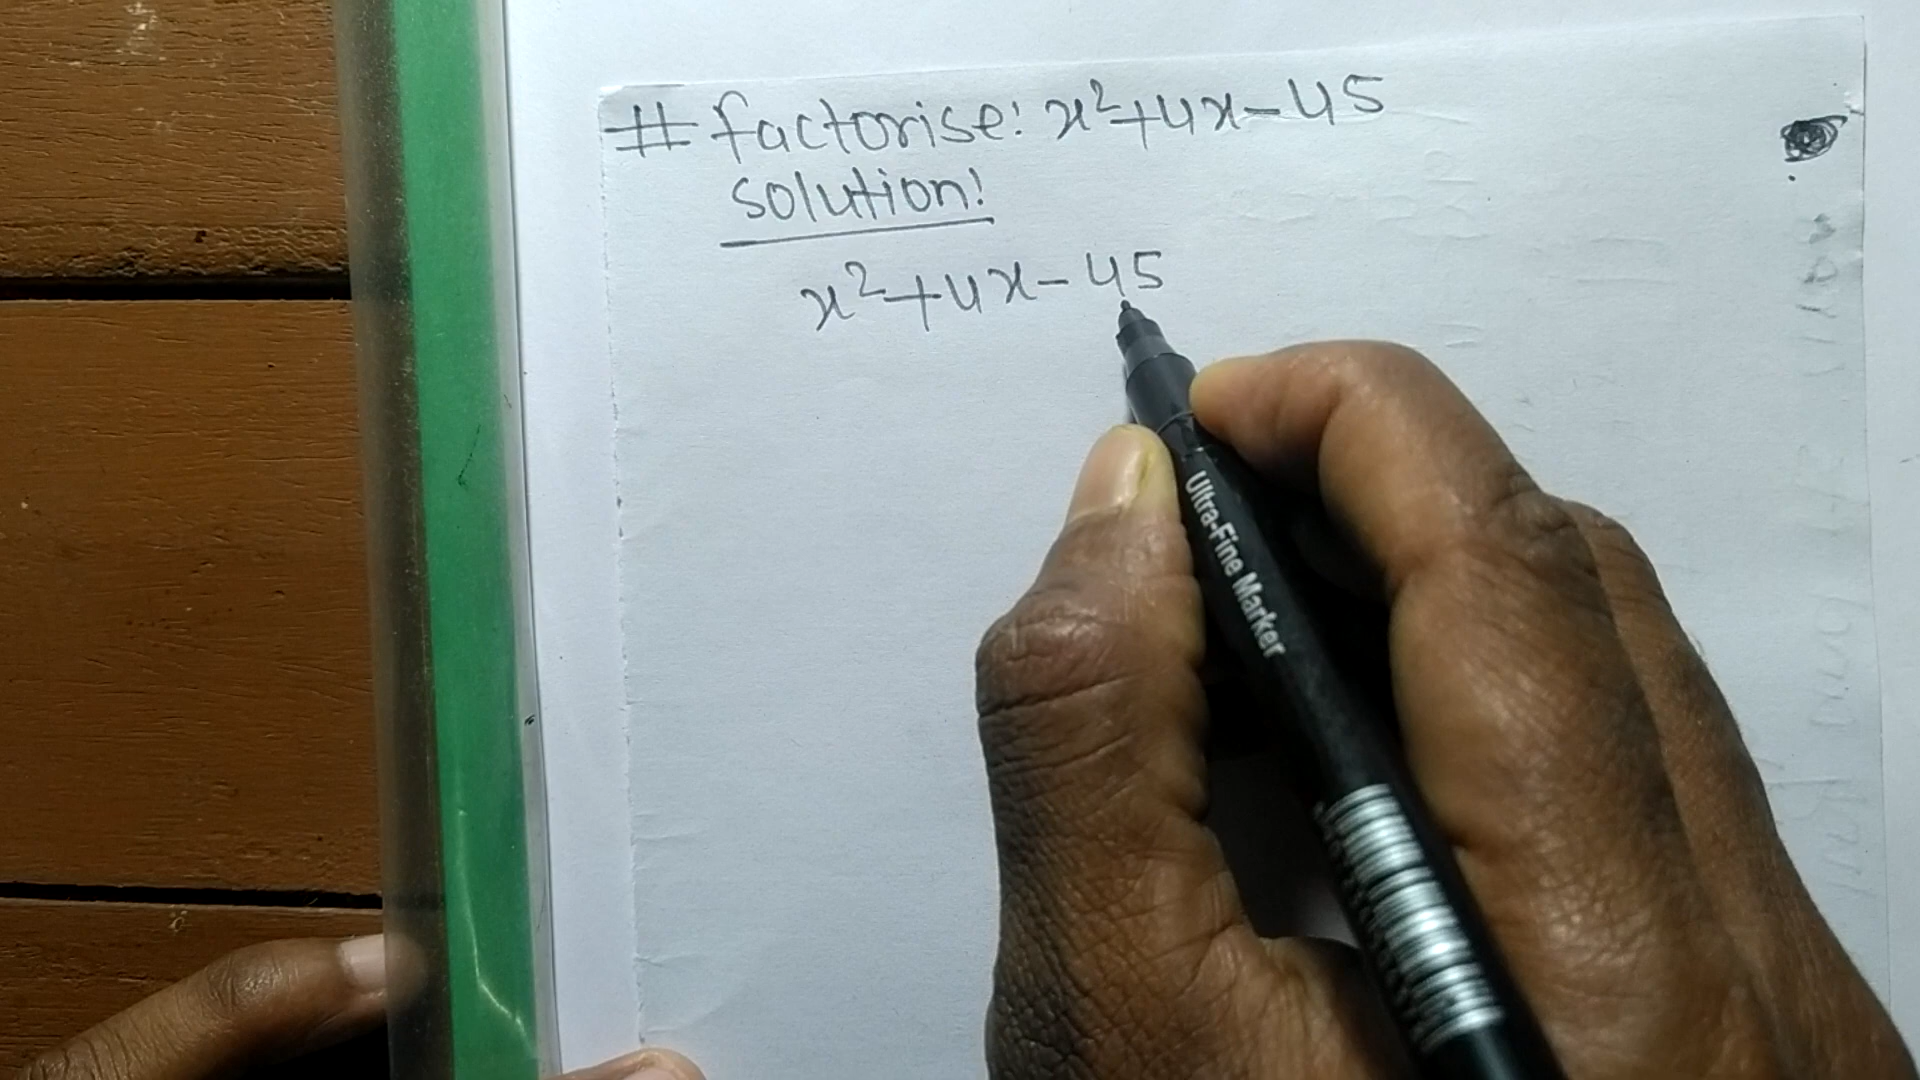 # factorise: x²+4x-45
solution!
x²+4x-45
Ultra-Fine Marker